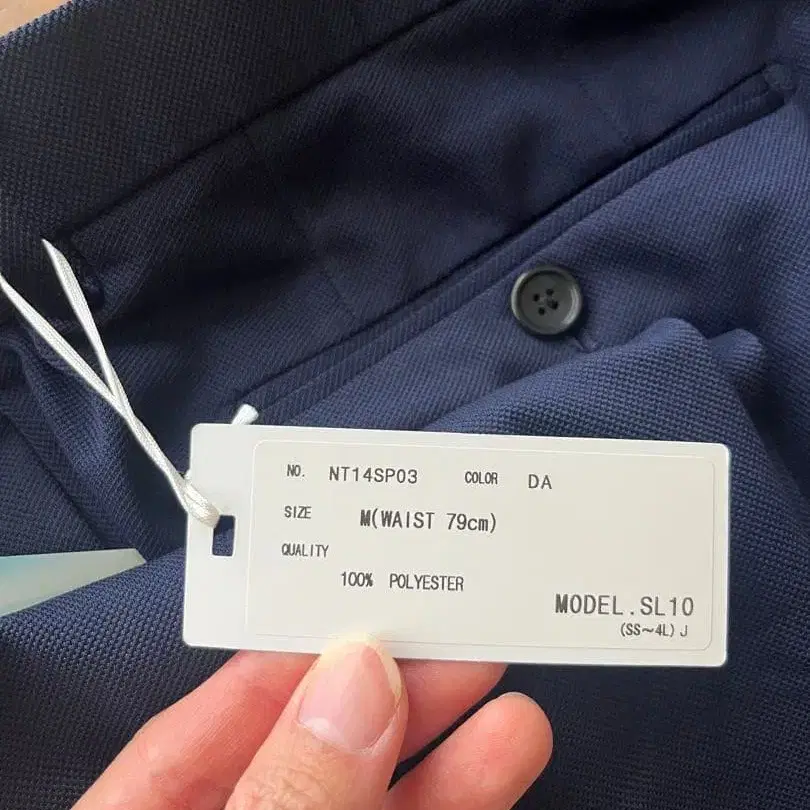 NO. NT14SP03 COLOR DA
SIZE M(WAIST 79cm)
QUALITY
100% POLYESTER
MODEL.SL10
(SS~4L) J